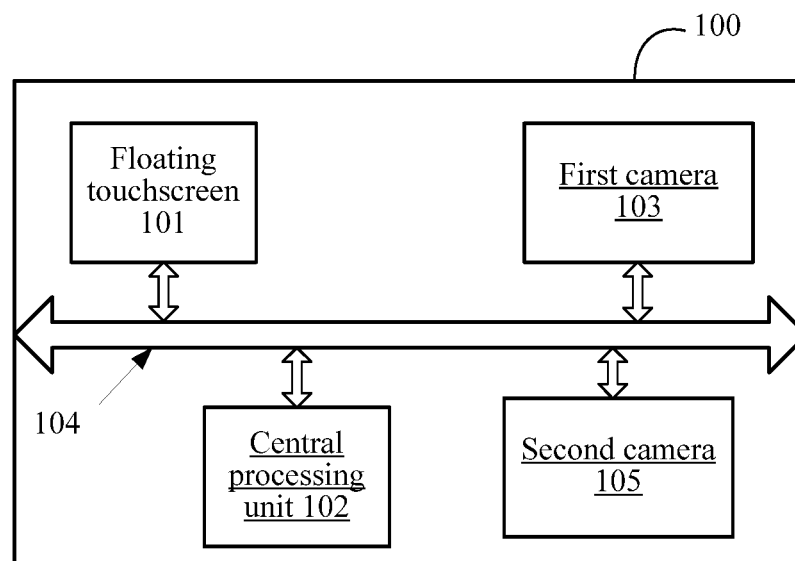 100
Floating
touchscreen
101
First camera
103
104
Central
processing
unit 102
Second camera
105